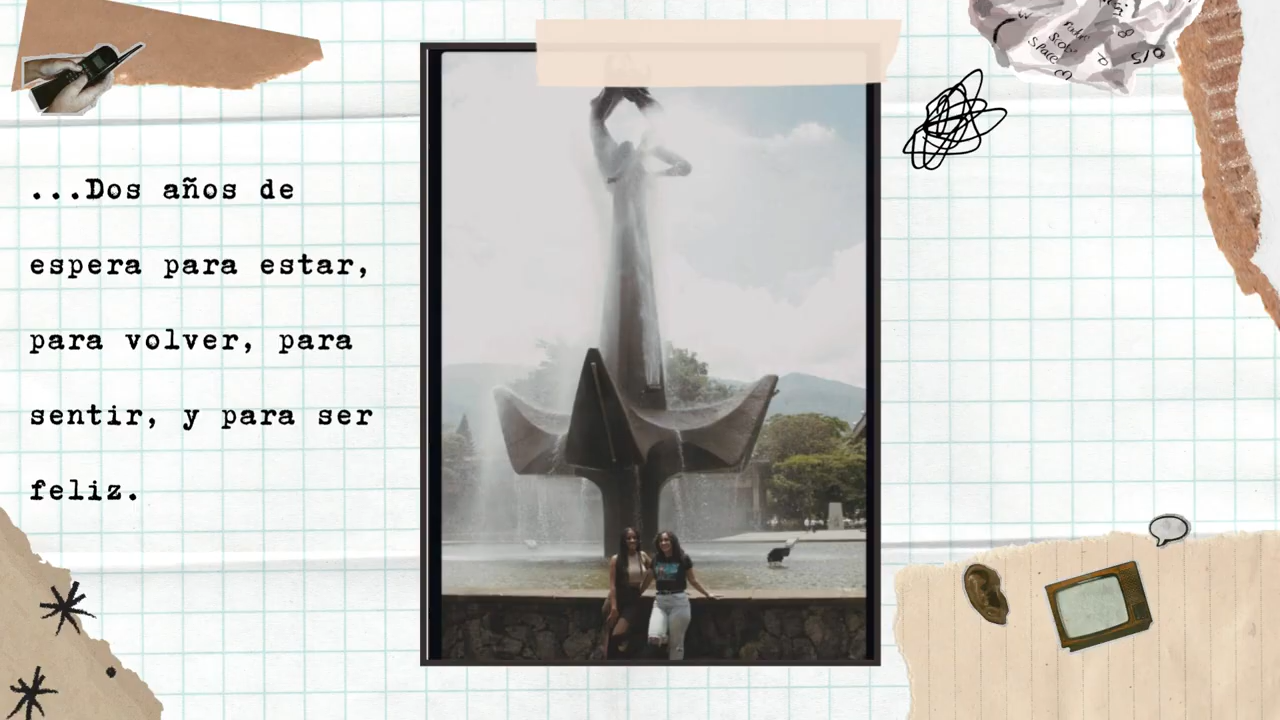 ...Dos años de
espera para estar,
para volver, para
sentir, y para ser
feliz.